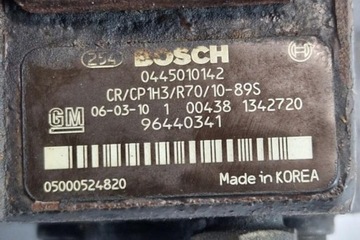 294 BOSCH
0445010142
CR/CP1H3/R70/10-89S
GM 06-03-10 1 00438 1342720
96440341
05000524820 Made in KOREA